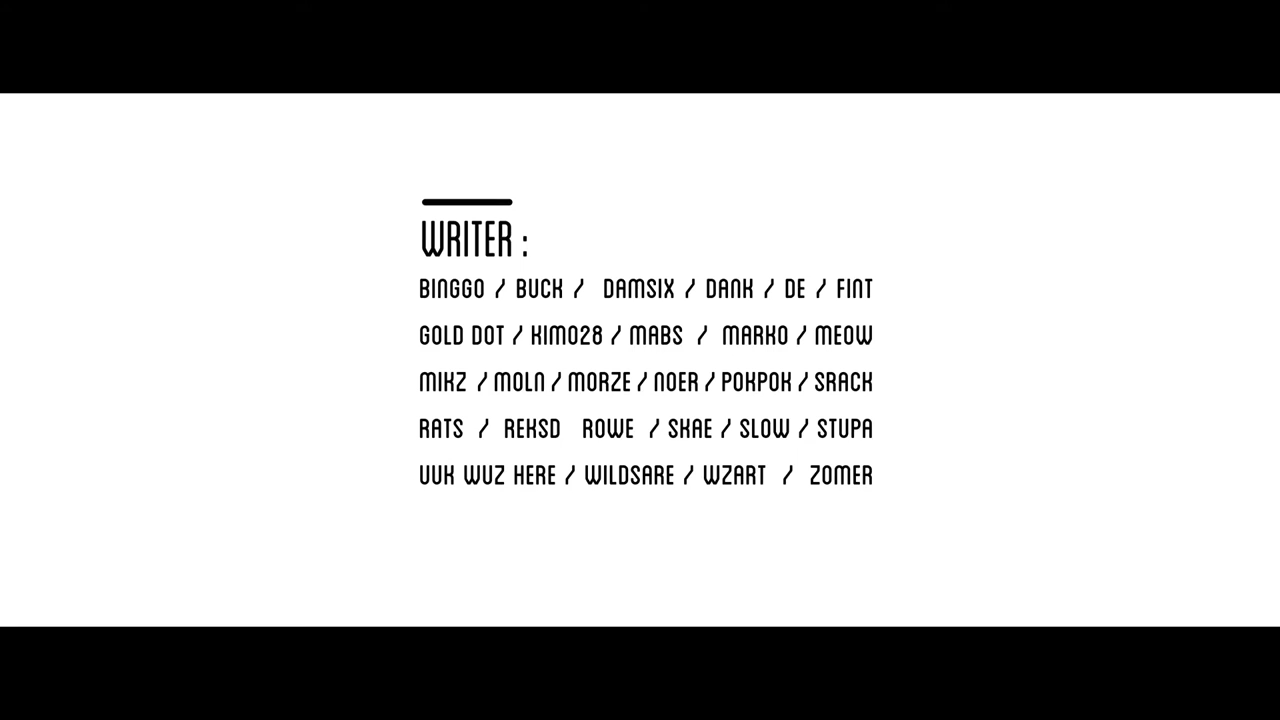 WRITER :
BINGGO / BUCK / DAMSIX / DANK / DE / FINT
GOLD DOT / KIMO28 / MABS / MARKO / MEOW
MIKZ / MOLN / MORZE / NOER / POKPOK / SRACK
RATS / REKSD ROWE / SKAE / SLOW / STUPA
UUK WUZ HERE / WILDSARE / WZART / ZOMER